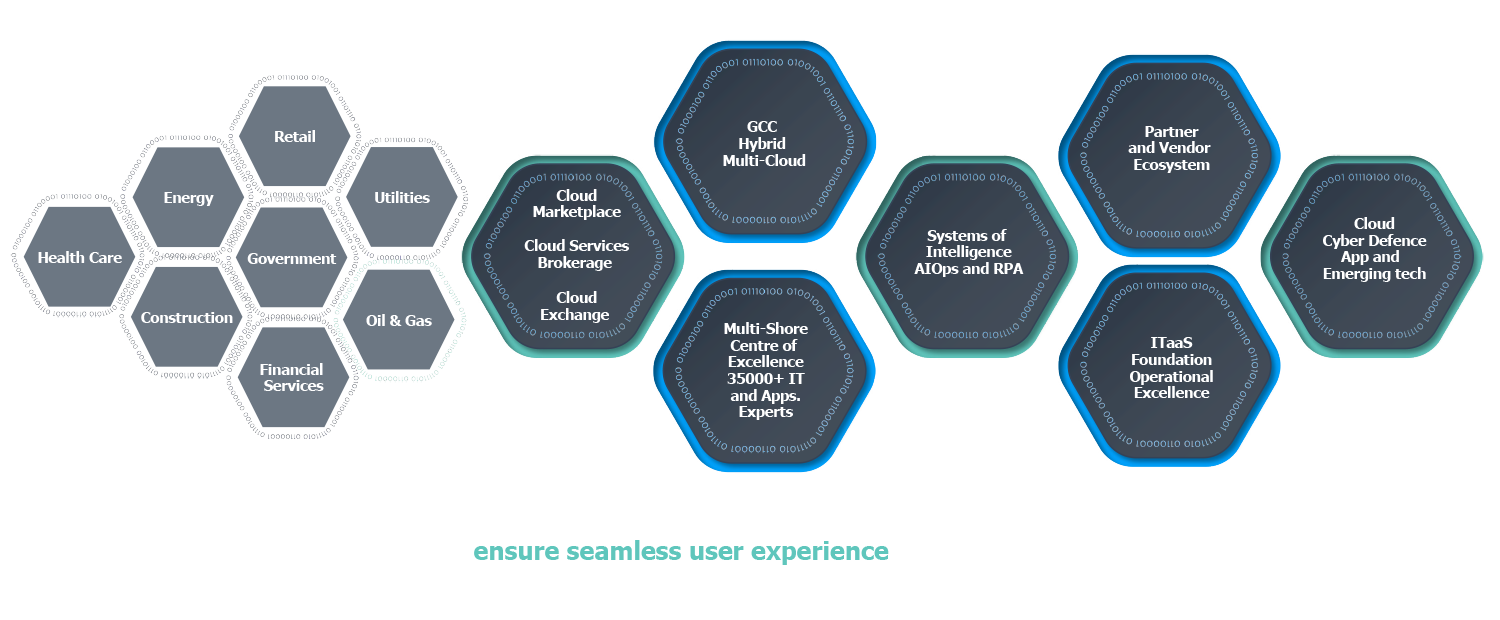 Retail
Energy
Utilities
Health Care
Government
Construction
Oil & Gas
Financial
Services
Cloud
Marketplace
Cloud Services
Brokerage
Cloud
Exchange
GCC
Hybrid
Multi-Cloud
Multi-Shore
Centre of
Excellence
35000+ IT
and Apps.
Experts
Systems of
Intelligence
AIOps and RPA
Partner
and Vendor
Ecosystem
ITaaS
Foundation
Operational
Excellence
Cloud
Cyber Defence
App and
Emerging tech
ensure seamless user experience